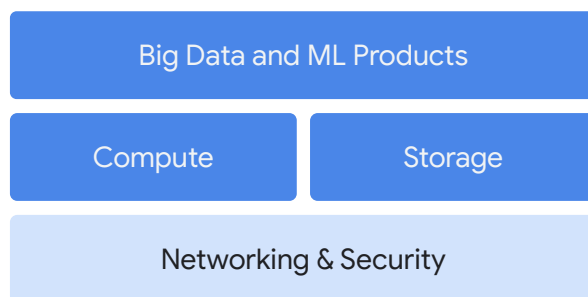 Big Data and ML Products
Compute
Storage
Networking & Security